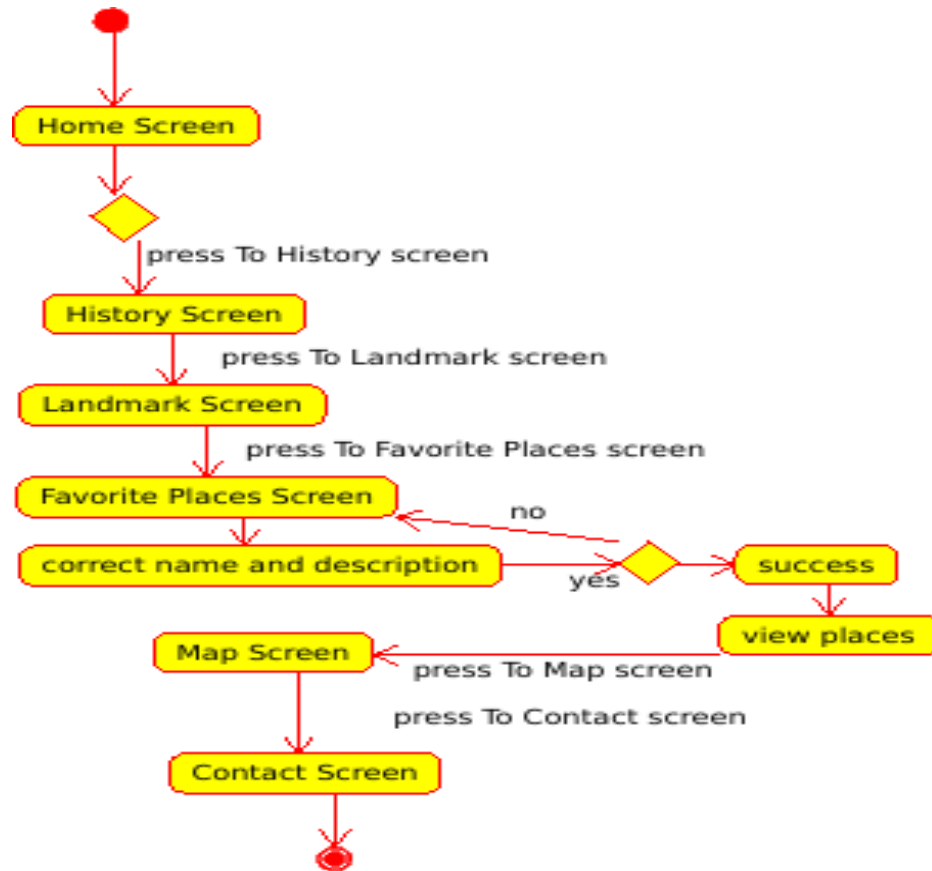 Home Screen
press To History screen
History Screen
press To Landmark screen
Landmark Screen
press To Favorite Places screen
Favorite Places Screen
no
correct name and description
yes
success
view places
Map Screen
press To Map screen
press To Contact screen
Contact Screen